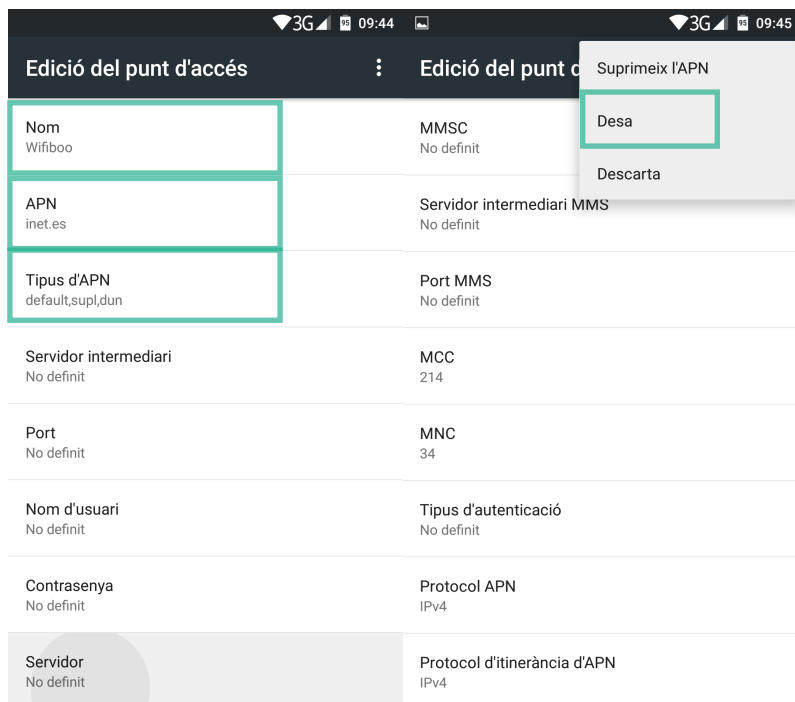 3G 95 09:44
Edició del punt d'accés
Nom
Wifiboo
APN
inet.es
Tipus d'APN
default,supl,dun
Servidor intermediari
No definit
Port
No definit
Nom d'usuari
No definit
Contrasenya
No definit
Servidor
No definit
3G 95 09:45
Edició del punt d
Suprimeix l'APN
Desa
Descarta
MMSC
No definit
Servidor intermediari MMS
No definit
Port MMS
No definit
MCC
214
MNC
34
Tipus d'autenticació
No definit
Protocol APN
IPv4
Protocol d'itinerància d'APN
IPv4